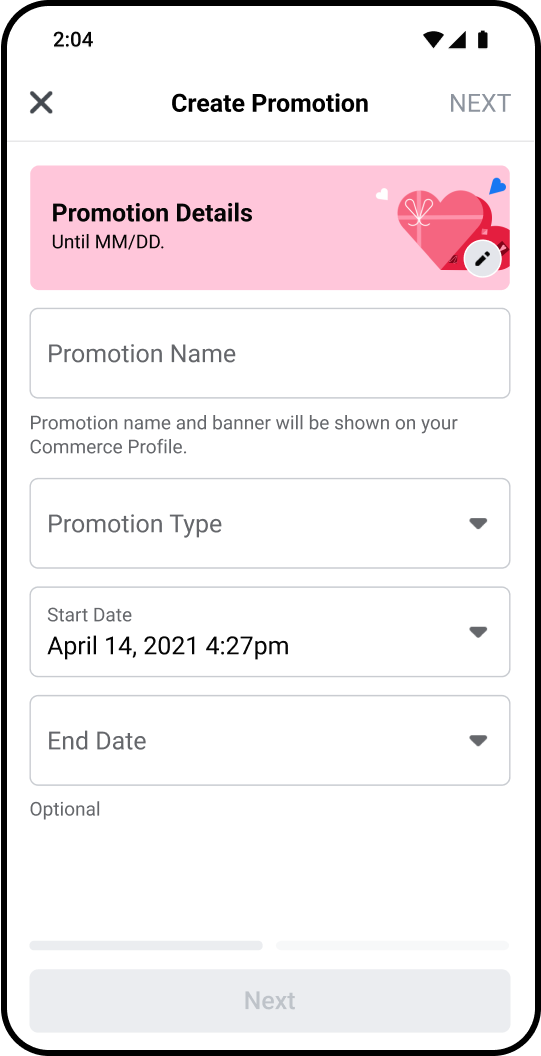 2:04
Create Promotion
NEXT
Promotion Details
Until MM/DD.
Promotion Name
Promotion name and banner will be shown on your
Commerce Profile.
Promotion Type
Start Date
April 14, 2021 4:27pm
End Date
Optional
Next